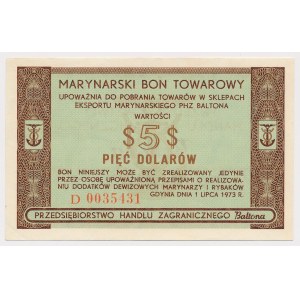 MARYNARSKI BON TOWAROWY
UPOWAŻNIA DO POBRANIA TOWARÓW W SKLEPACH
EKSPORTU MARYNARSKIEGO PHZ BALTONA
WARTOŚCI
$5$
PIĘĆ DOLARÓW
BON NINIEJSZY MOŻE BYĆ ZREALIZOWANY JEDYNIE
PRZEZ OSOBĘ UPOWAŻNIONĄ PRZEPISAMI O REALIZOWA-
NIU DODATKÓW DEWIZOWYCH MARYNARZY I RYBAKÓW
D 0035431 GDYNIA DNIA 1 LIPCA 1973 R.
PRZEDSIĘBIORSTWO HANDLU ZAGRANICZNEGO Baltona